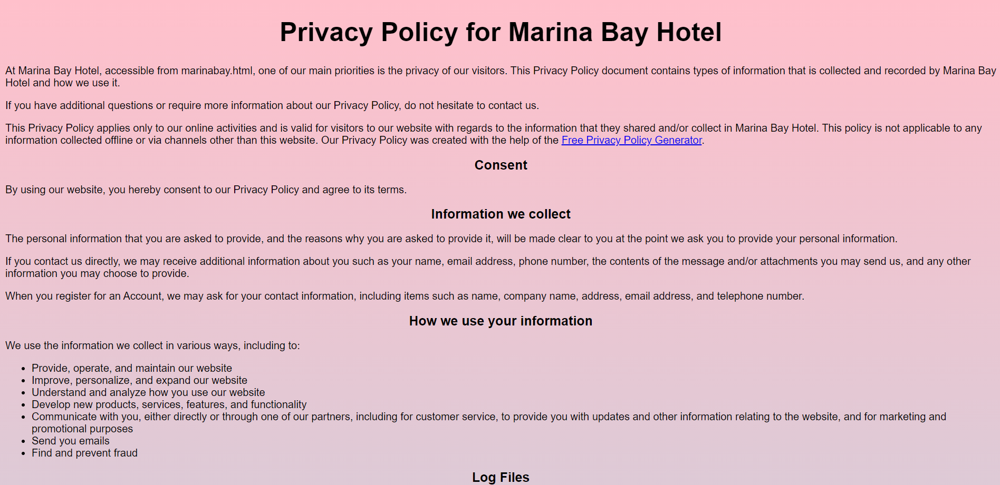 Privacy Policy for Marina Bay Hotel
At Marina Bay Hotel, accessible from marinabay.html, one of our main priorities is the privacy of our visitors. This Privacy Policy document contains types of information that is collected and recorded by Marina Bay
Hotel and how we use it.
If you have additional questions or require more information about our Privacy Policy, do not hesitate to contact us.
This Privacy Policy applies only to our online activities and is valid for visitors to our website with regards to the information that they shared and/or collect in Marina Bay Hotel. This policy is not applicable to any
information collected offline or via channels other than this website. Our Privacy Policy was created with the help of the Free Privacy Policy Generator.
Consent
By using our website, you hereby consent to our Privacy Policy and agree to its terms.
Information we collect
The personal information that you are asked to provide, and the reasons why you are asked to provide it, will be made clear to you at the point we ask you to provide your personal information.
If you contact us directly, we may receive additional information about you such as your name, email address, phone number, the contents of the message and/or attachments you may send us, and any other
information you may choose to provide.
When you register for an Account, we may ask for your contact information, including items such as name, company name, address, email address, and telephone number.
How we use your information
We use the information we collect in various ways, including to:
• Provide, operate, and maintain our website
• Improve, personalize, and expand our website
• Understand and analyze how you use our website
• Develop new products, services, features, and functionality
• Communicate with you, either directly or through one of our partners, including for customer service, to provide you with updates and other information relating to the website, and for marketing and
promotional purposes
• Send you emails
• Find and prevent fraud
Log Files